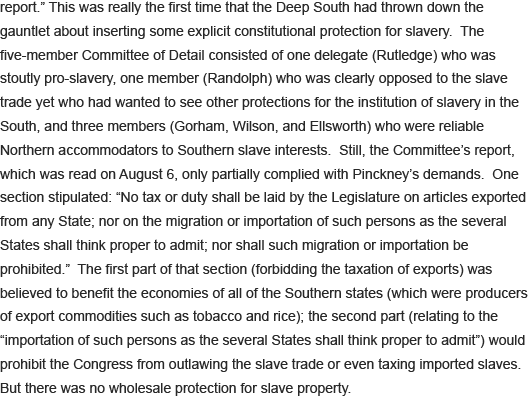 report.” This was really the first time that the Deep South had thrown down the
gauntlet about inserting some explicit constitutional protection for slavery.  The
five-member Committee of Detail consisted of one delegate (Rutledge) who was
stoutly pro-slavery, one member (Randolph) who was clearly opposed to the slave
trade yet who had wanted to see other protections for the institution of slavery in the
South, and three members (Gorham, Wilson, and Ellsworth) who were reliable
Northern accommodators to Southern slave interests.  Still, the Committee’s report,
which was read on August 6, only partially complied with Pinckney’s demands.  One
section stipulated: “No tax or duty shall be laid by the Legislature on articles exported
from any State; nor on the migration or importation of such persons as the several
States shall think proper to admit; nor shall such migration or importation be
prohibited.”  The first part of that section (forbidding the taxation of exports) was
believed to benefit the economies of all of the Southern states (which were producers
of export commodities such as tobacco and rice); the second part (relating to the
“importation of such persons as the several States shall think proper to admit”) would
prohibit the Congress from outlawing the slave trade or even taxing imported slaves.
But there was no wholesale protection for slave property.